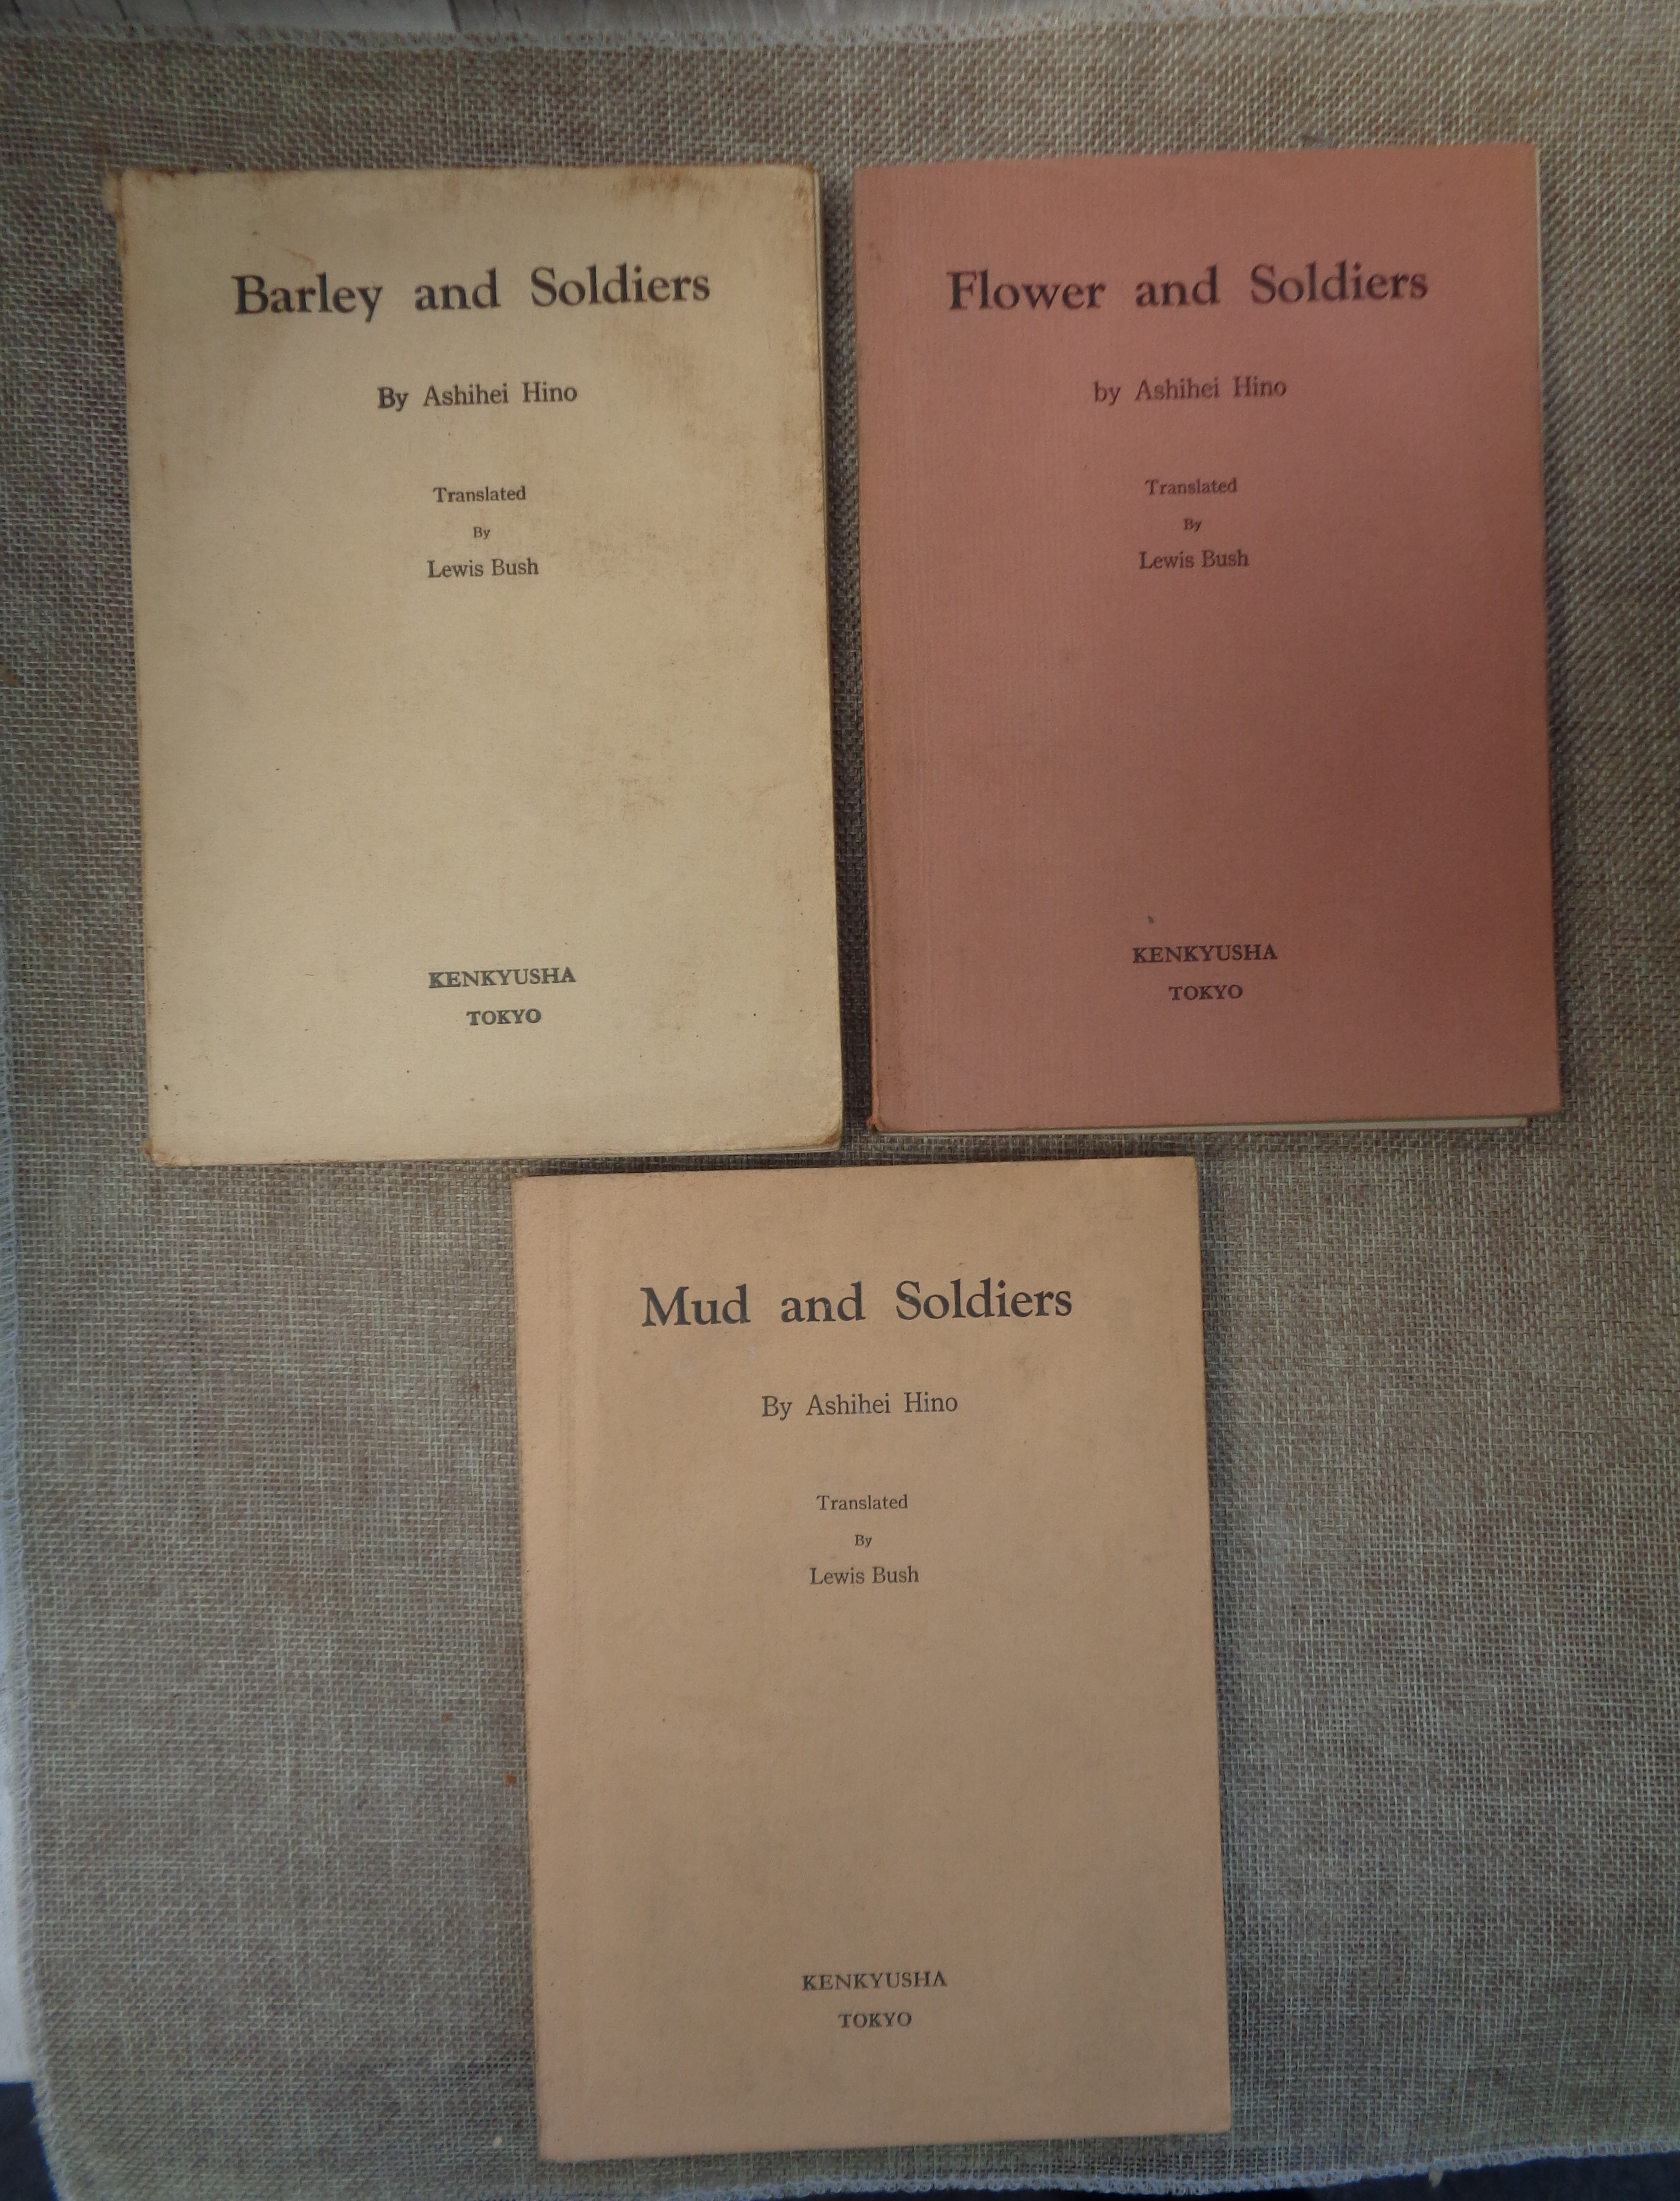 Barley and Soldiers
By Ashihei Hino
Translated
By
Lewis Bush
KENKYUSHA
TOKYO
Flower and Soldiers
by Ashihei Hino
Translated
By
Lewis Bush
KENKYUSHA
TOKYO
Mud and Soldiers
By Ashihei Hino
Translated
By
Lewis Bush
KENKYUSHA
TOKYO